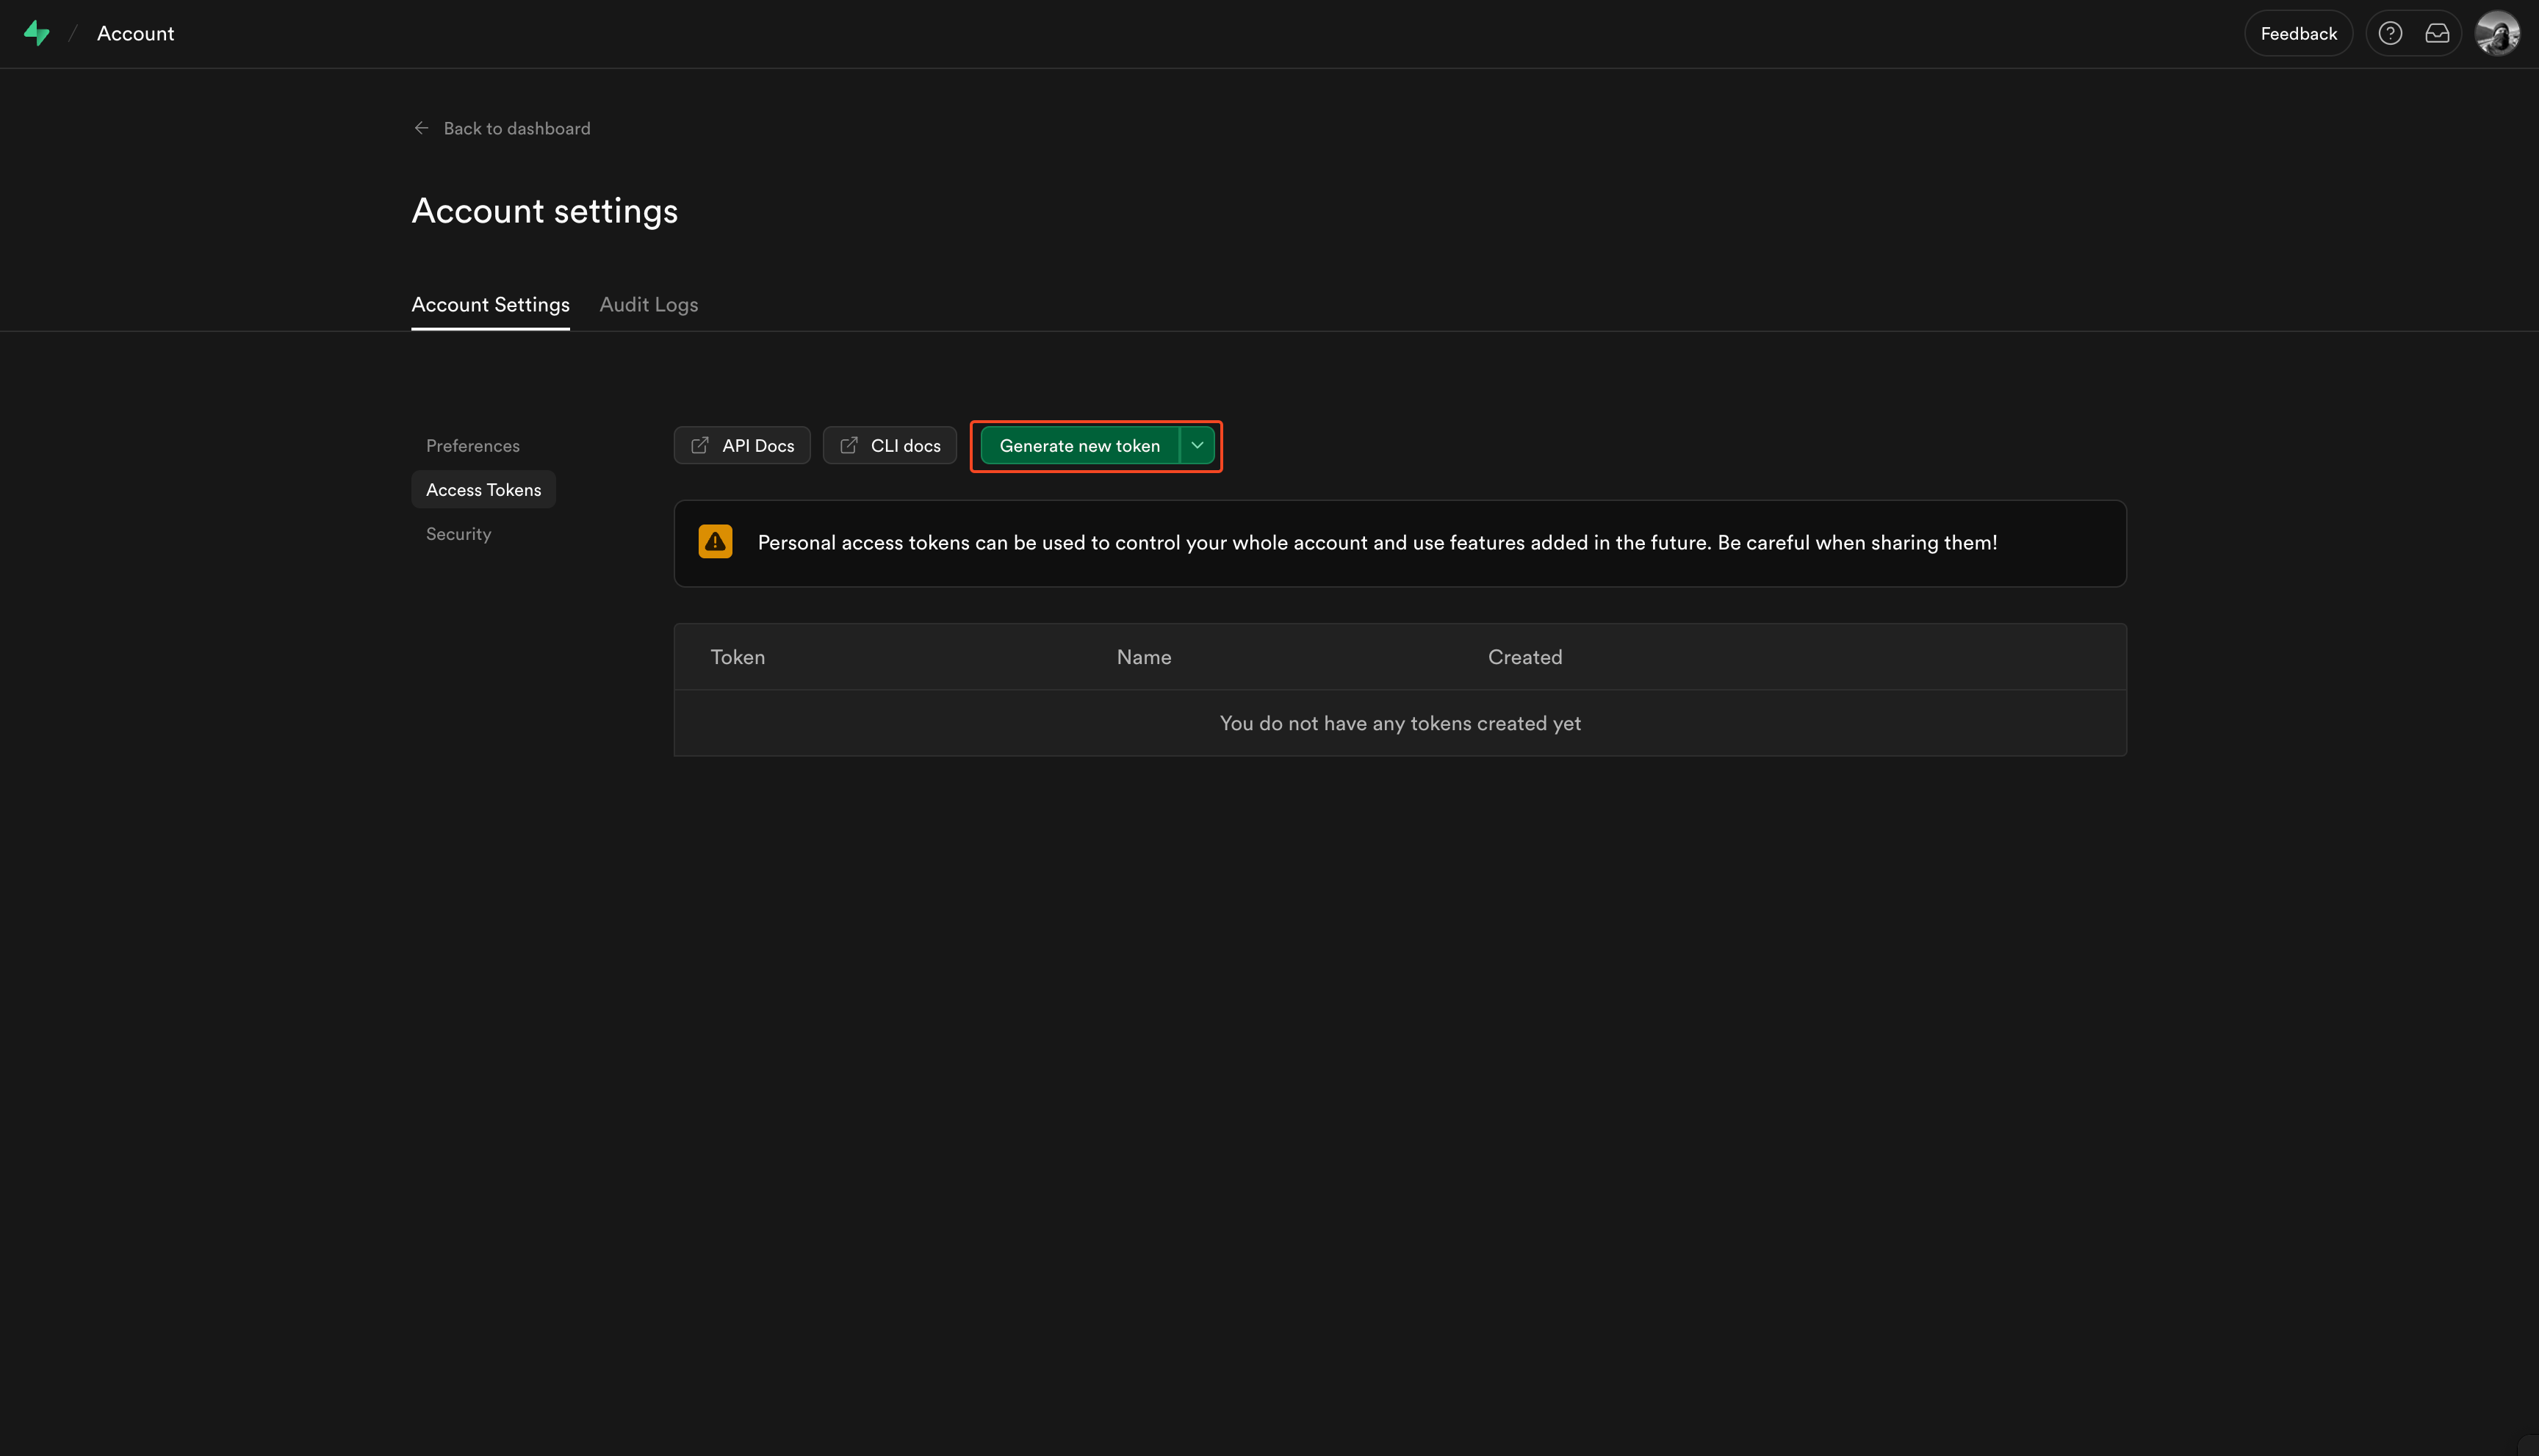 Account
Feedback
Back to dashboard
Account settings
Account Settings
Audit Logs
Preferences
Access Tokens
Security
API Docs
CLI docs
Generate new token
Personal access tokens can be used to control your whole account and use features added in the future. Be careful when sharing them!
Token Name Created
You do not have any tokens created yet